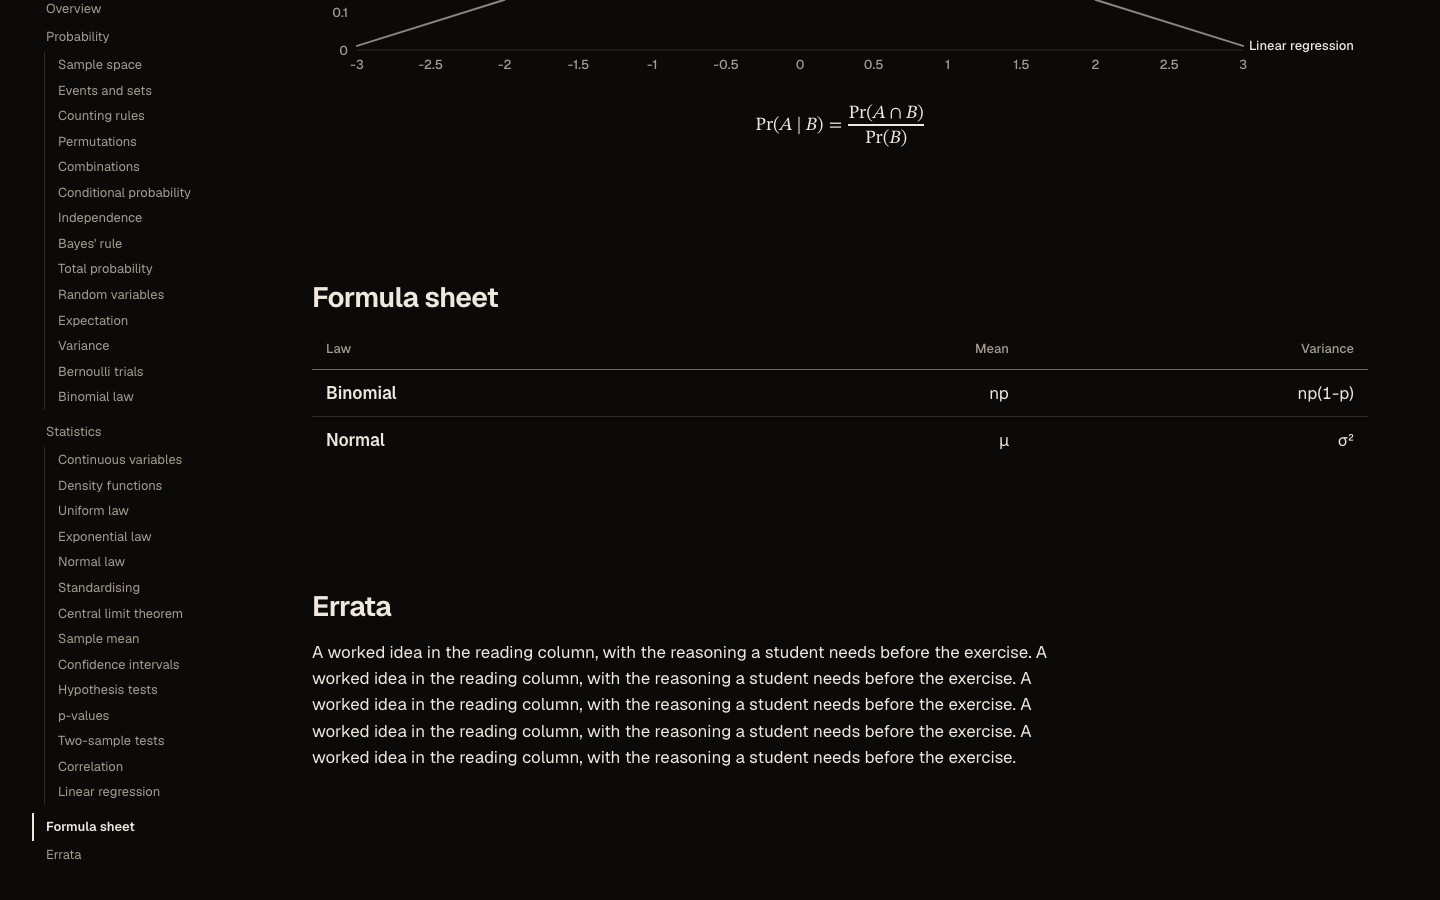 Overview
Probability
Sample space
Events and sets
Counting rules
Permutations
Combinations
Conditional probability
Independence
Bayes' rule
Total probability
Random variables
Expectation
Variance
Bernoulli trials
Binomial law
Statistics
Continuous variables
Density functions
Uniform law
Exponential law
Normal law
Standardising
Central limit theorem
Sample mean
Confidence intervals
Hypothesis tests
p-values
Two-sample tests
Correlation
Linear regression
Formula sheet
Errata
0.1
0
-3 -2.5 -2 -1.5 -1 -0.5 0 0.5 1 1.5 2 2.5 3
Linear regression
Pr(A | B) = Pr(A ∩ B) / Pr(B)
Formula sheet
Law Mean Variance
Binomial np np(1-p)
Normal μ σ²
Errata
A worked idea in the reading column, with the reasoning a student needs before the exercise. A
worked idea in the reading column, with the reasoning a student needs before the exercise. A
worked idea in the reading column, with the reasoning a student needs before the exercise. A
worked idea in the reading column, with the reasoning a student needs before the exercise. A
worked idea in the reading column, with the reasoning a student needs before the exercise.